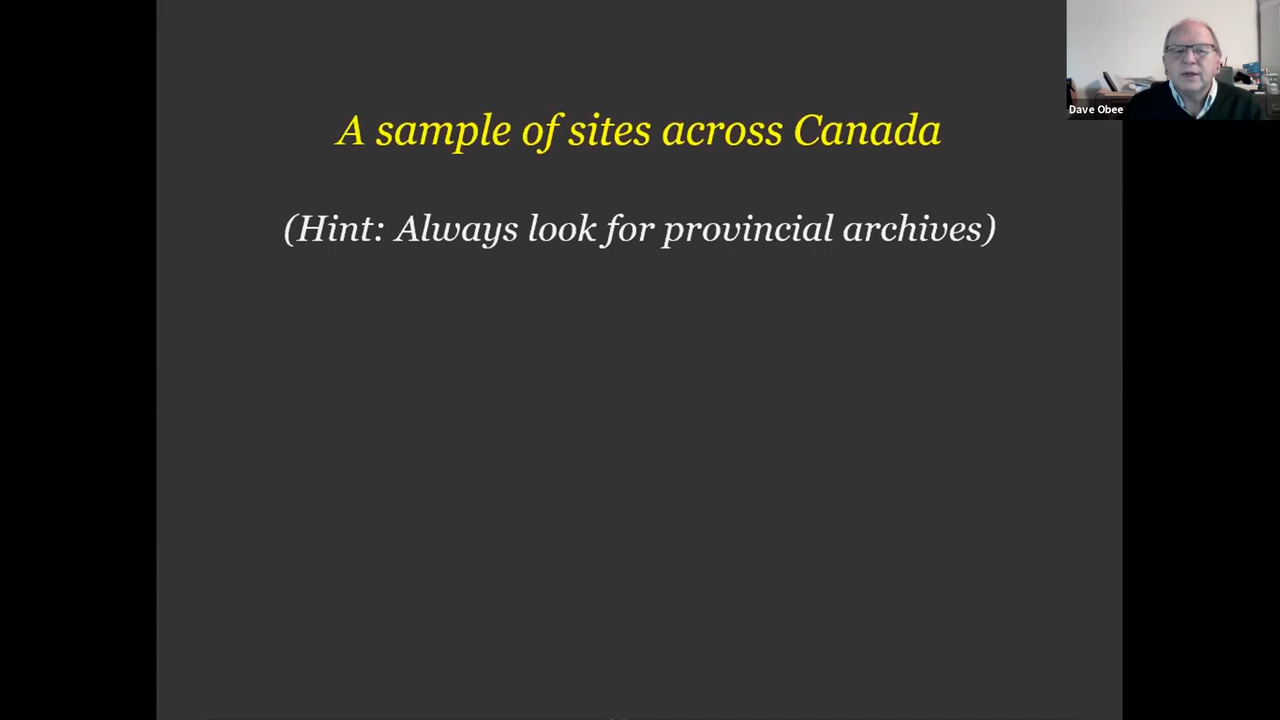 A sample of sites across Canada
(Hint: Always look for provincial archives)
Dave Obee